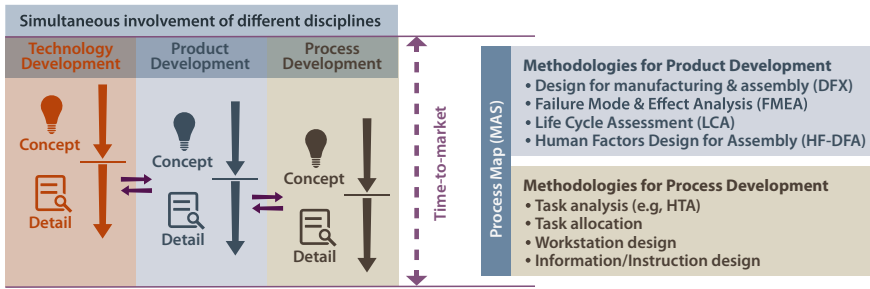 Simultaneous involvement of different disciplines
Technology
Development
Product
Development
Process
Development
Concept
Detail
Concept
Detail
Concept
Detail
Time-to-market
Process Map (MAS)
Methodologies for Product Development
• Design for manufacturing & assembly (DFX)
• Failure Mode & Effect Analysis (FMEA)
• Life Cycle Assessment (LCA)
• Human Factors Design for Assembly (HF-DFA)
Methodologies for Process Development
• Task analysis (e.g, HTA)
• Task allocation
• Workstation design
• Information/Instruction design